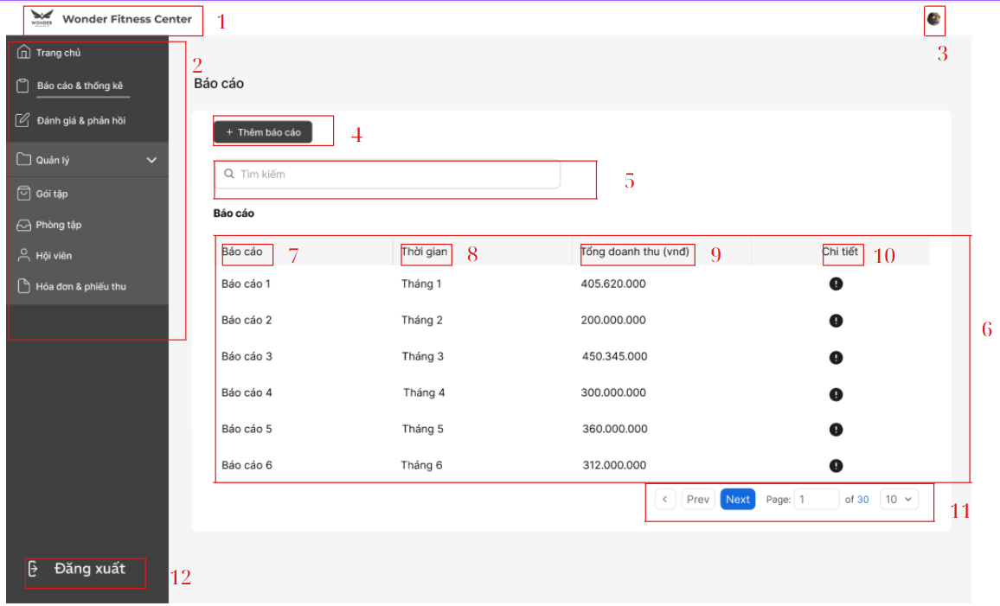 WONDER
Wonder Fitness Center
1
3
2
Trang chủ
Báo cáo & thống kê
Đánh giá & phản hồi
Quản lý
Gói tập
Phòng tập
Hội viên
Hóa đơn & phiếu thu
Báo cáo
+ Thêm báo cáo
4
Tìm kiếm
5
Báo cáo
Báo cáo 7 Thời gian 8 Tổng doanh thu (vnđ) 9 Chi tiết 10
Báo cáo 1 Tháng 1 405.620.000
Báo cáo 2 Tháng 2 200.000.000
6
Báo cáo 3 Tháng 3 450.345.000
Báo cáo 4 Tháng 4 300.000.000
Báo cáo 5 Tháng 5 360.000.000
Báo cáo 6 Tháng 6 312.000.000
< Prev Next Page: 1 of 30 10
11
Đăng xuất
12